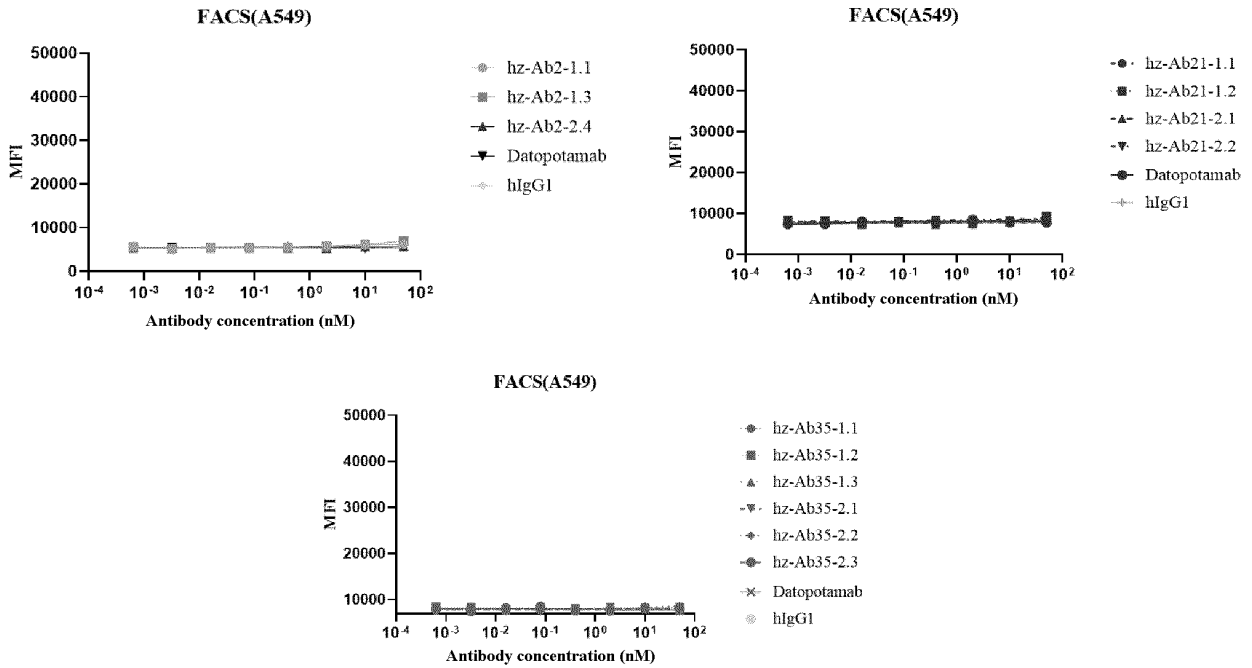 FACS(A549)
50000
40000
30000
20000
10000
0
MFI
10-4 10-3 10-2 10-1 100 101 102
Antibody concentration (nM)
hz-Ab2-1.1
hz-Ab2-1.3
hz-Ab2-2.4
Datopotamab
hIgG1
FACS(A549)
50000
40000
30000
20000
10000
0
MFI
10-4 10-3 10-2 10-1 100 101 102
Antibody concentration (nM)
hz-Ab21-1.1
hz-Ab21-1.2
hz-Ab21-2.1
hz-Ab21-2.2
Datopotamab
hIgG1
FACS(A549)
50000
40000
30000
20000
10000
MFI
10-4 10-3 10-2 10-1 100 101 102
Antibody concentration (nM)
hz-Ab35-1.1
hz-Ab35-1.2
hz-Ab35-1.3
hz-Ab35-2.1
hz-Ab35-2.2
hz-Ab35-2.3
Datopotamab
hIgG1